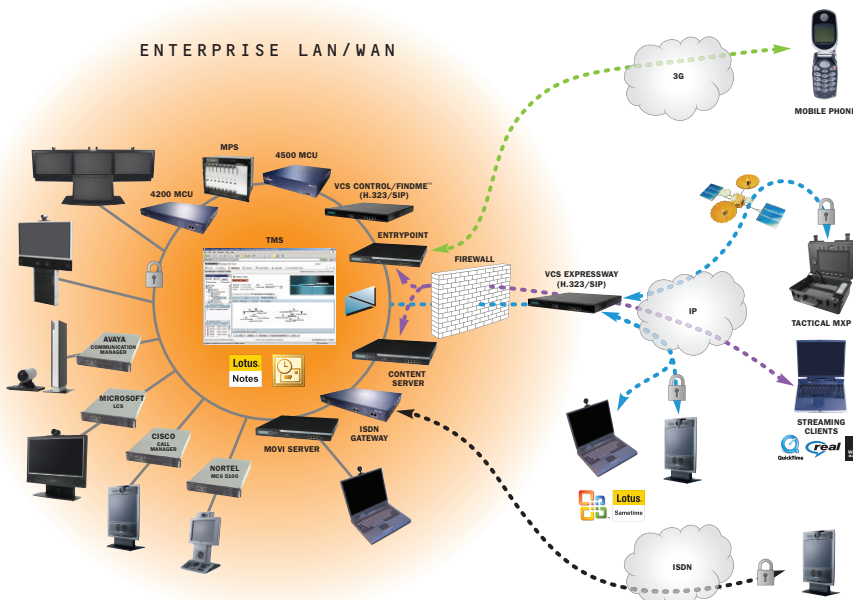 ENTERPRISE LAN/WAN
3G
MOBILE PHONE
MPS
4500 MCU
4200 MCU
VCS CONTROL/FINDME™
(H.323/SIP)
TMS
ENTRYPOINT
FIREWALL
VCS EXPRESSWAY
(H.323/SIP)
IP
TACTICAL MXP
AVAYA
COMMUNICATION
MANAGER
Lotus.
Notes
CONTENT
SERVER
MICROSOFT
LCS
STREAMING
CLIENTS
QuickTime
real
ISDN
GATEWAY
CISCO
CALL
MANAGER
MOVI SERVER
NORTEL
MCS 5100
Lotus.
Sametime
ISDN